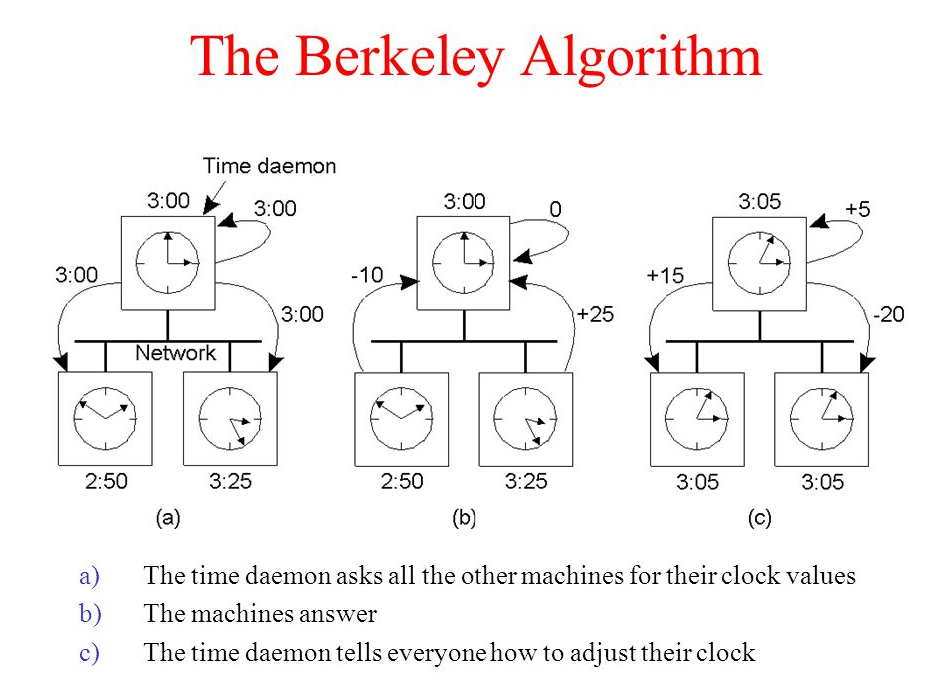 The Berkeley Algorithm
Time daemon
3:00
3:00
3:00
3:00
Network
2:50
3:25
(a)
3:00
0
-10
+25
2:50
3:25
(b)
3:05
+5
+15
-20
3:05
3:05
(c)
a) The time daemon asks all the other machines for their clock values
b) The machines answer
c) The time daemon tells everyone how to adjust their clock